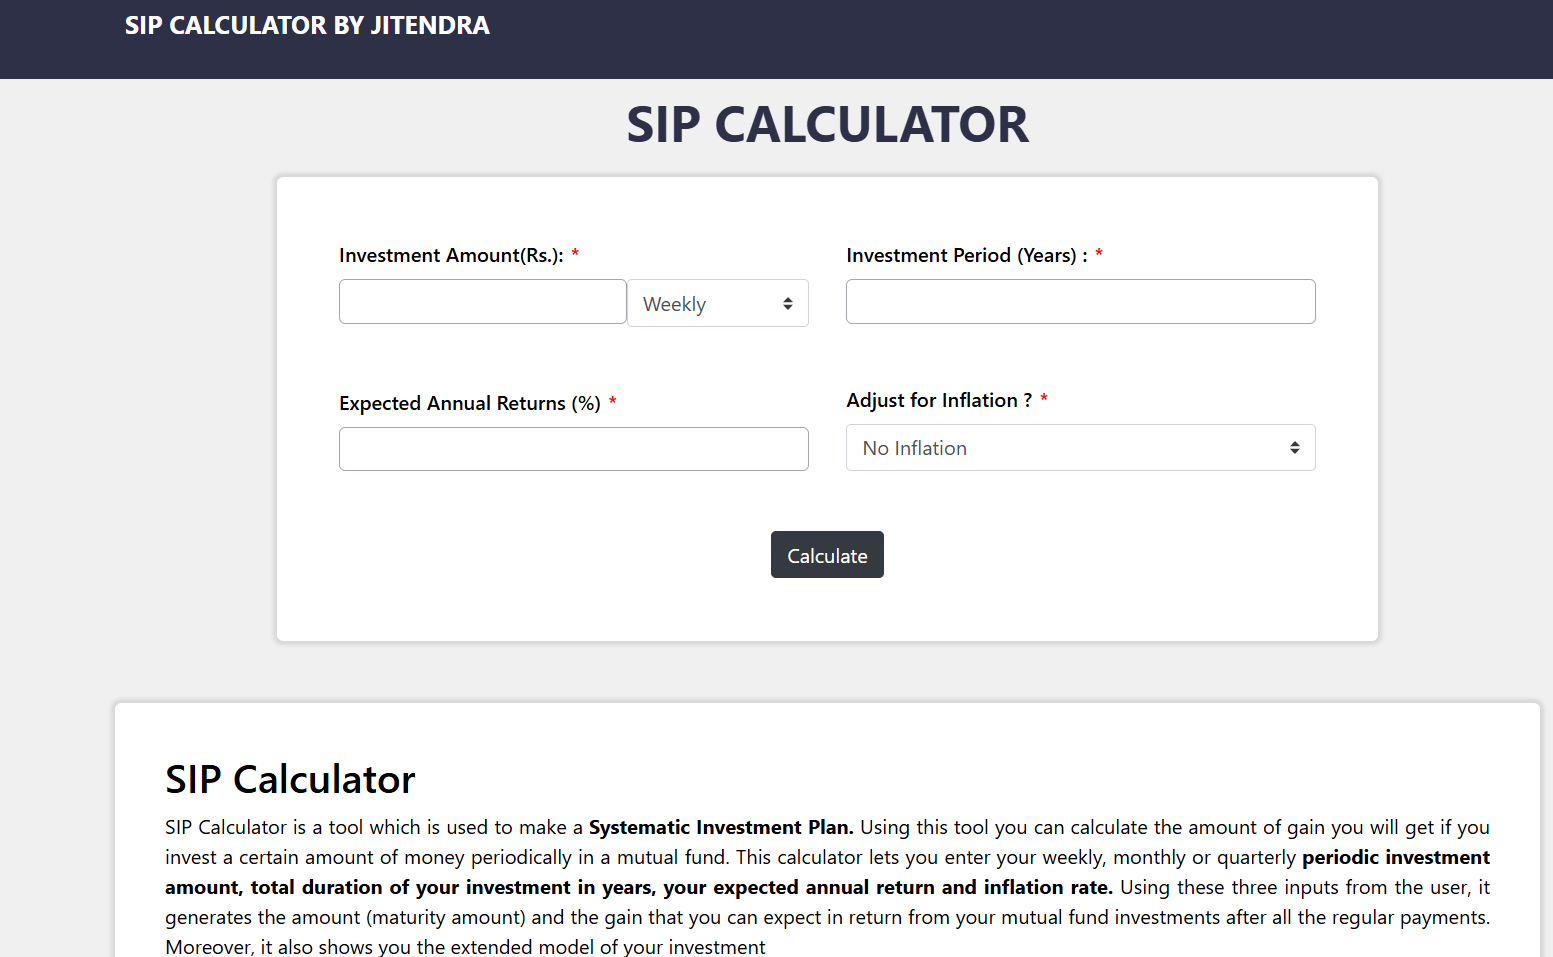 SIP CALCULATOR BY JITENDRA
SIP CALCULATOR
Investment Amount(Rs.): *
Investment Period (Years) : *
Weekly
Expected Annual Returns (%) *
Adjust for Inflation ? *
No Inflation
Calculate
SIP Calculator
SIP Calculator is a tool which is used to make a Systematic Investment Plan. Using this tool you can calculate the amount of gain you will get if you
invest a certain amount of money periodically in a mutual fund. This calculator lets you enter your weekly, monthly or quarterly periodic investment
amount, total duration of your investment in years, your expected annual return and inflation rate. Using these three inputs from the user, it
generates the amount (maturity amount) and the gain that you can expect in return from your mutual fund investments after all the regular payments.
Moreover, it also shows you the extended model of your investment